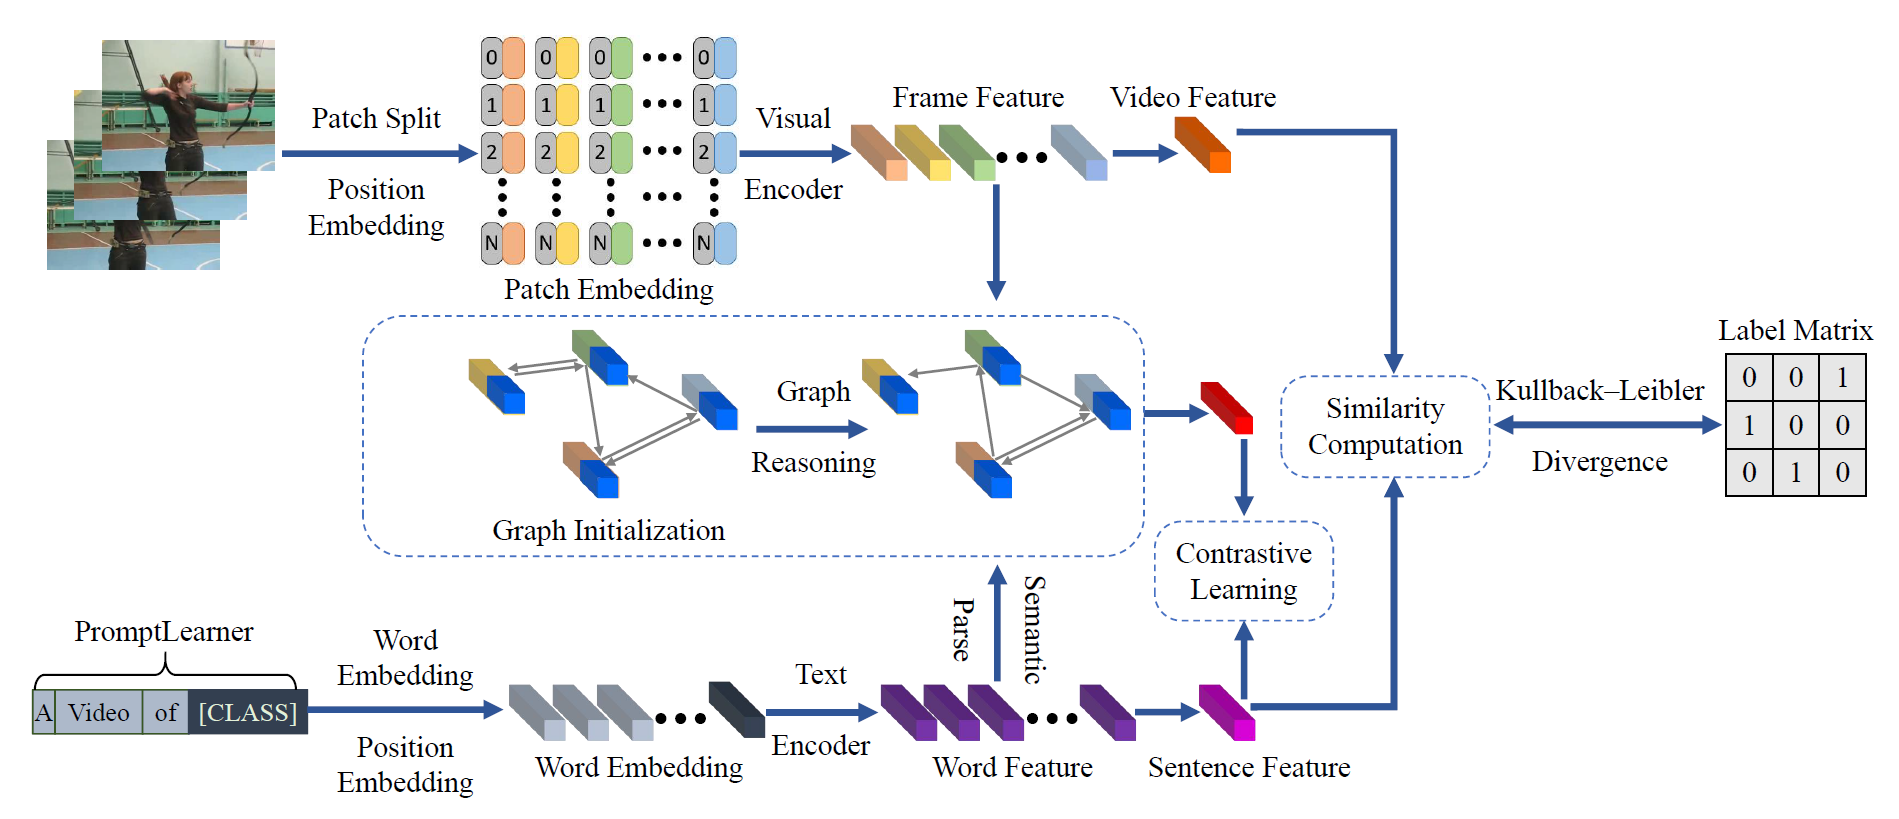 0 0 0 0
1 1 1 1
2 2 2 2
N N N N
Patch Split
Position
Embedding
Patch Embedding
Visual
Encoder
Frame Feature
Video Feature
Graph
Reasoning
Graph Initialization
Similarity
Computation
Kullback–Leibler
Divergence
Label Matrix
0 0 1
1 0 0
0 1 0
Contrastive
Learning
Semantic
Parse
PromptLearner
A Video of [CLASS]
Word
Embedding
Position
Embedding
Word Embedding
Text
Encoder
Word Feature
Sentence Feature